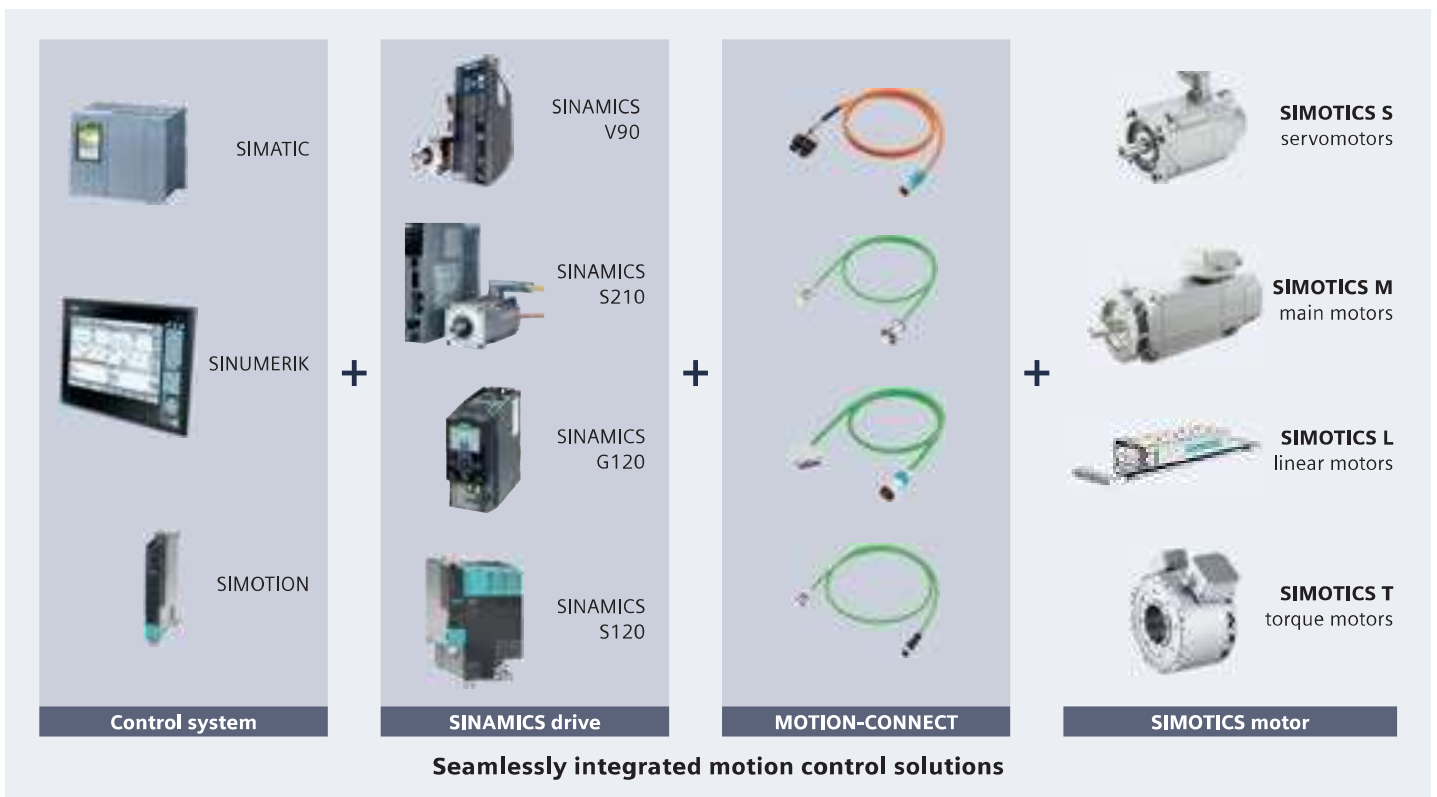 SIMATIC
SINUMERIK
SIMOTION
Control system
+
SINAMICS
V90
SINAMICS
S210
SINAMICS
G120
SINAMICS
S120
SINAMICS drive
+
MOTION-CONNECT
+
SIMOTICS S
servomotors
SIMOTICS M
main motors
SIMOTICS L
linear motors
SIMOTICS T
torque motors
SIMOTICS motor
Seamlessly integrated motion control solutions